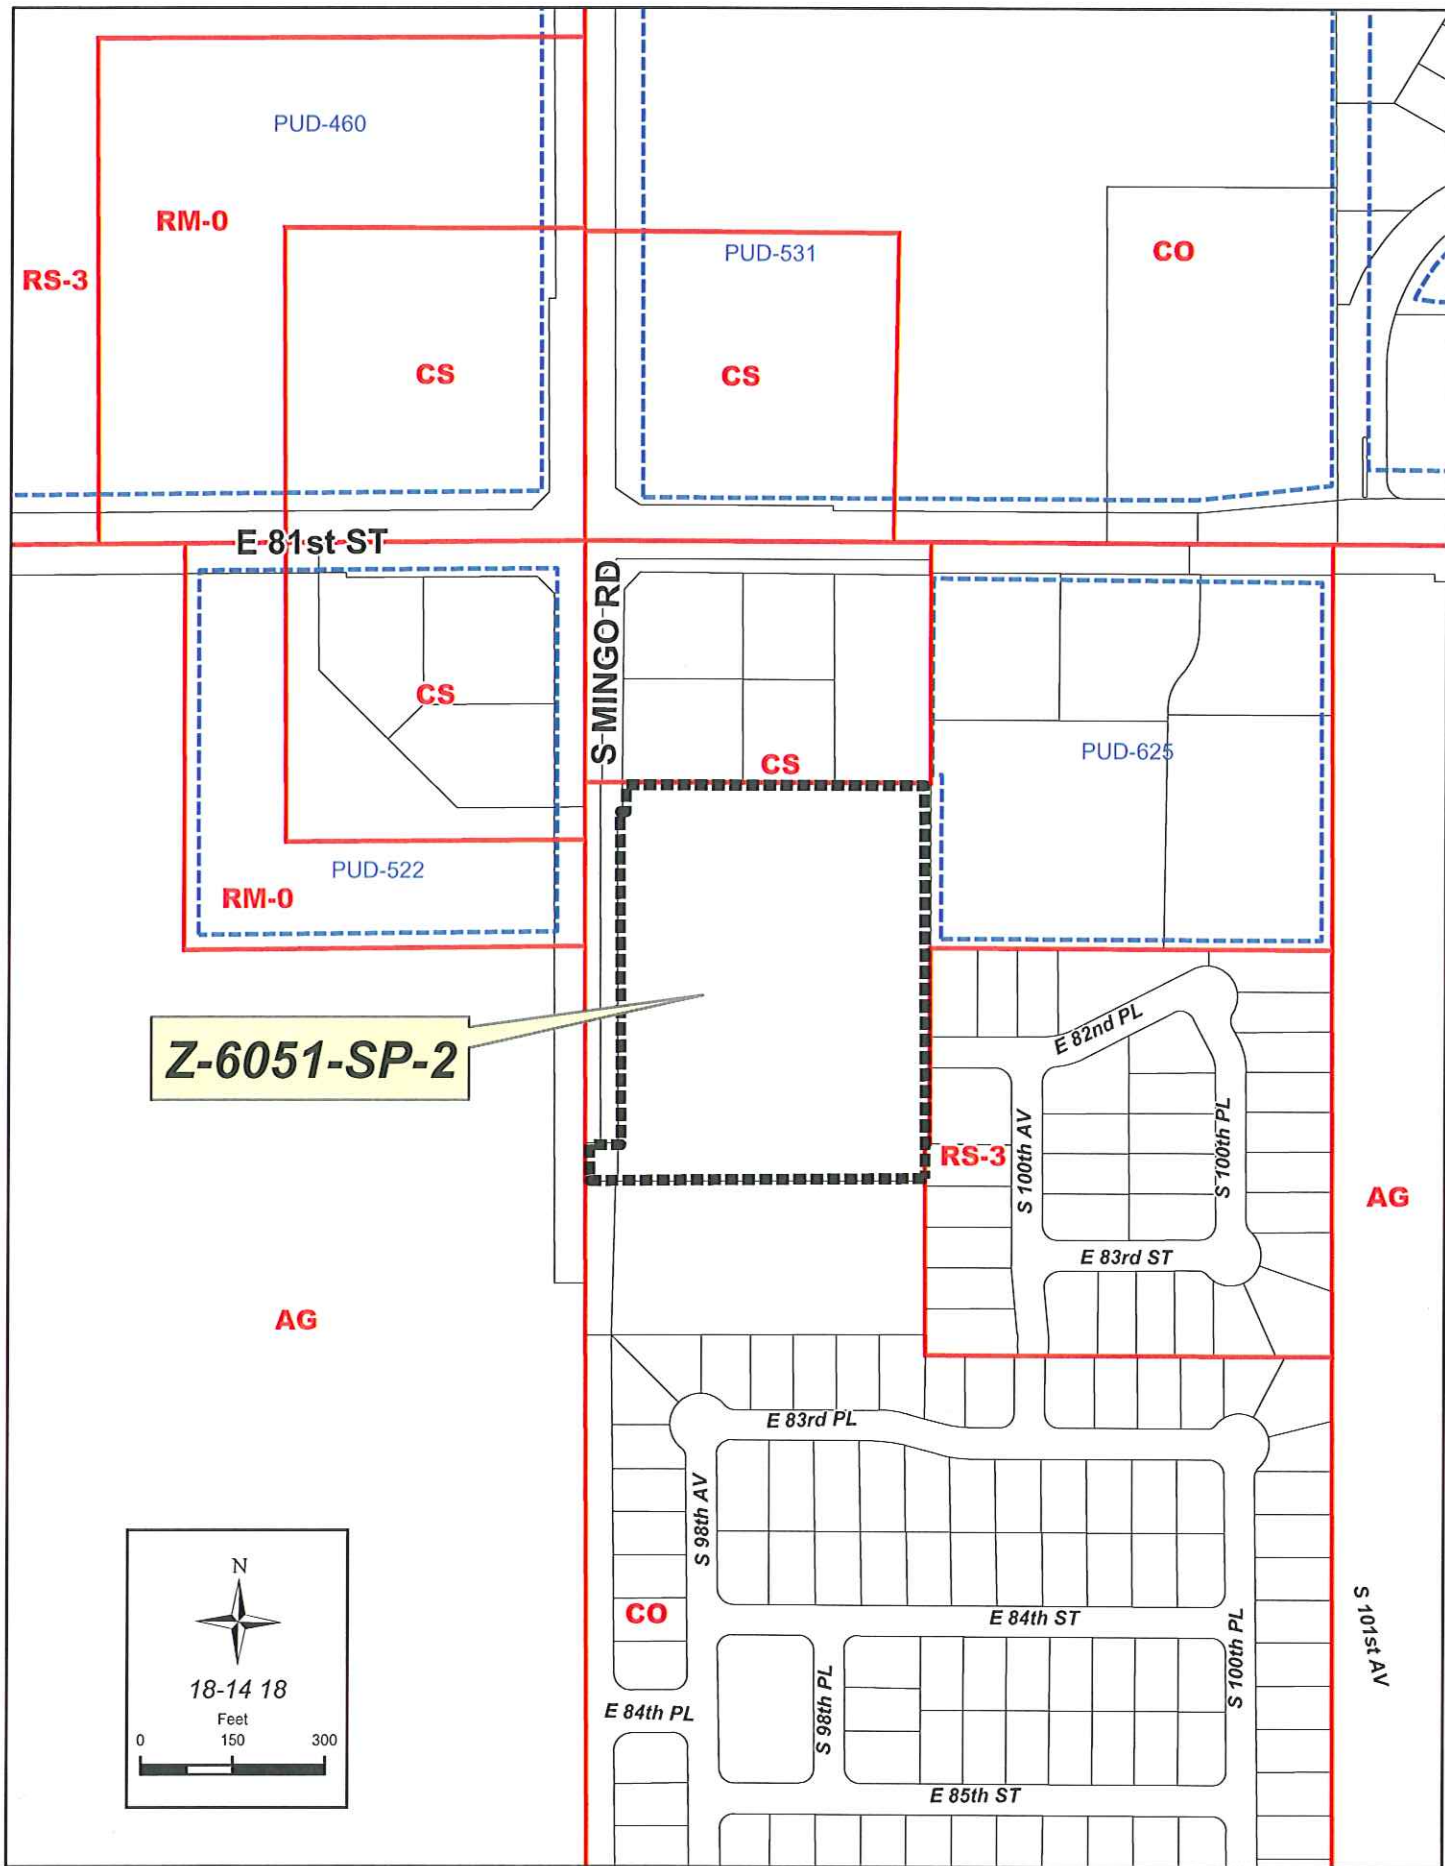 PUD-460
RM-0
RS-3
PUD-531
CO
CS
CS
E 81st ST
S MINGO RD
CS
CS
PUD-625
PUD-522
RM-0
Z-6051-SP-2
E 82nd PL
S 100th AV
S 100th PL
RS-3
AG
E 83rd ST
AG
E 83rd PL
S 98th AV
CO
E 84th ST
S 101st AV
S 100th PL
E 84th PL
S 98th PL
E 85th ST
N
18-14 18
Feet
0 150 300